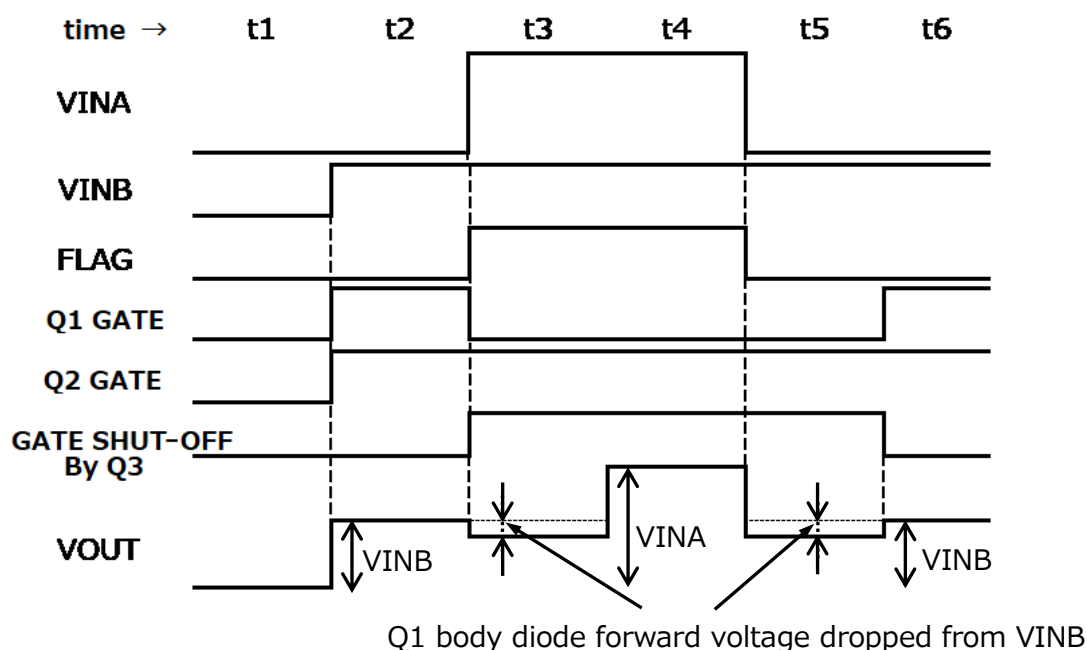 time → t1 t2 t3 t4 t5 t6
VINA
VINB
FLAG
Q1 GATE
Q2 GATE
GATE SHUT-OFF
By Q3
VOUT
VINB
VINA
VINB
Q1 body diode forward voltage dropped from VINB